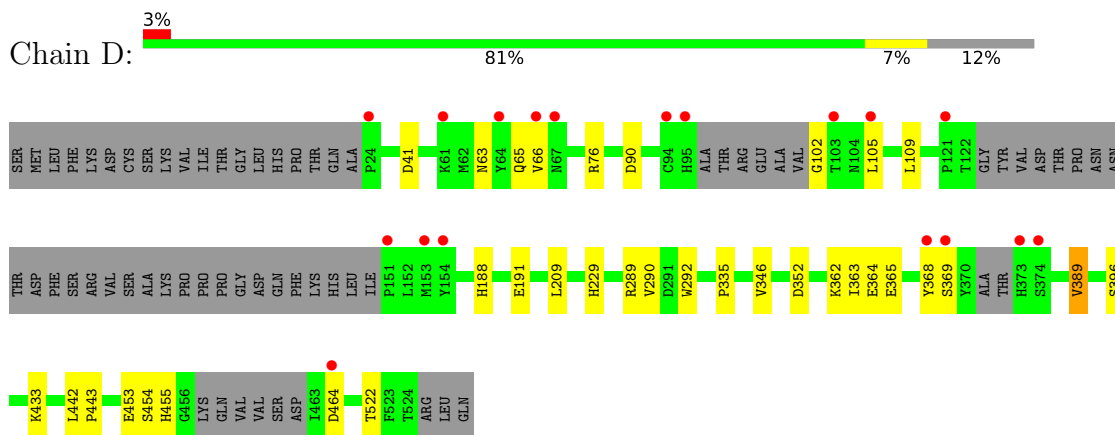 3%
Chain D:
81% 7% 12%
SER MET LEU PHE LYS ASP CYS SER LYS VAL ILE THR GLY LEU HIS PRO THR GLN ALA P24 D41 K61 M62 N63 Y64 Q65 V66 N67 R76 D90 C94 H95 ALA THR ARG GLU ALA VAL G102 T103 N104 L105 L109 P121 T122 GLY TYR VAL ASP THR PRO ASN ASN
THR ASP PHE SER ARG VAL SER ALA LYS PRO PRO PRO GLY ASP GLN PHE LYS HIS LEU ILE P151 L152 M153 Y154 H188 E191 L209 H229 R289 V290 D291 W292 P335 V346 D352 K362 I363 E364 E365 Y368 S369 Y370 ALA THR H373 S374 V389 S396
K433 L442 P443 E453 S454 H455 G456 LYS GLN VAL VAL SER ASP I463 D464 T522 F523 T524 ARG LEU GLN